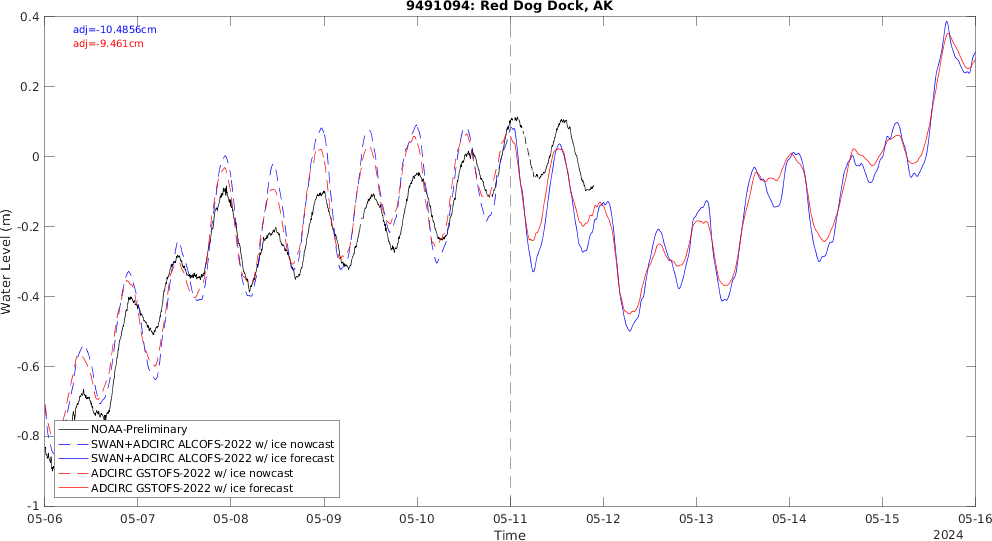 9491094: Red Dog Dock, AK
adj=-10.4856cm
adj=-9.461cm
Water Level (m)
0.4
0.2
0
-0.2
-0.4
-0.6
-0.8
-1
NOAA-Preliminary
SWAN+ADCIRC ALCOFS-2022 w/ ice nowcast
SWAN+ADCIRC ALCOFS-2022 w/ ice forecast
ADCIRC GSTOFS-2022 w/ ice nowcast
ADCIRC GSTOFS-2022 w/ ice forecast
05-06 05-07 05-08 05-09 05-10 05-11 05-12 05-13 05-14 05-15 05-16
Time
2024